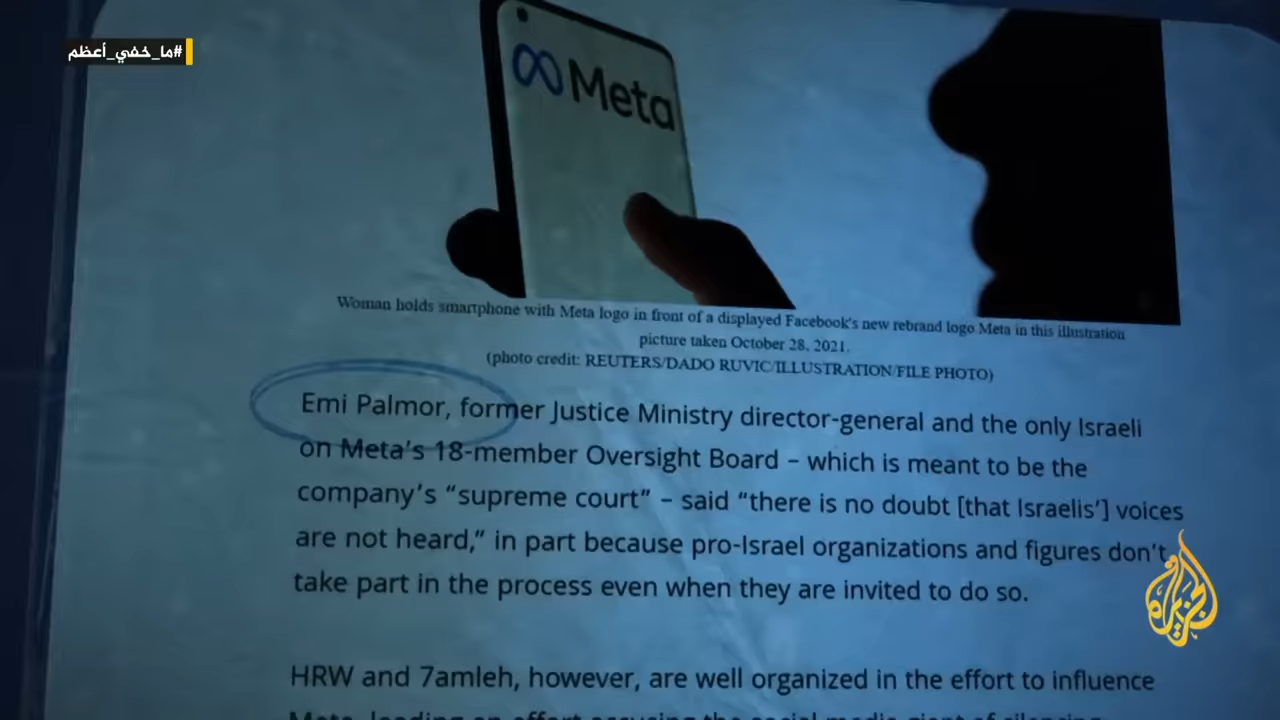 #ما_خفي_أعظم
Meta
Woman holds smartphone with Meta logo in front of a displayed Facebook's new rebrand logo Meta in this illustration
picture taken October 28, 2021.
(photo credit: REUTERS/DADO RUVIC/ILLUSTRATION/FILE PHOTO)
Emi Palmor, former Justice Ministry director-general and the only Israeli
on Meta's 18-member Oversight Board – which is meant to be the
company's “supreme court” – said “there is no doubt [that Israelis'] voices
are not heard,” in part because pro-Israel organizations and figures don't
take part in the process even when they are invited to do so.
الجزيرة
HRW and 7amleh, however, are well organized in the effort to influence